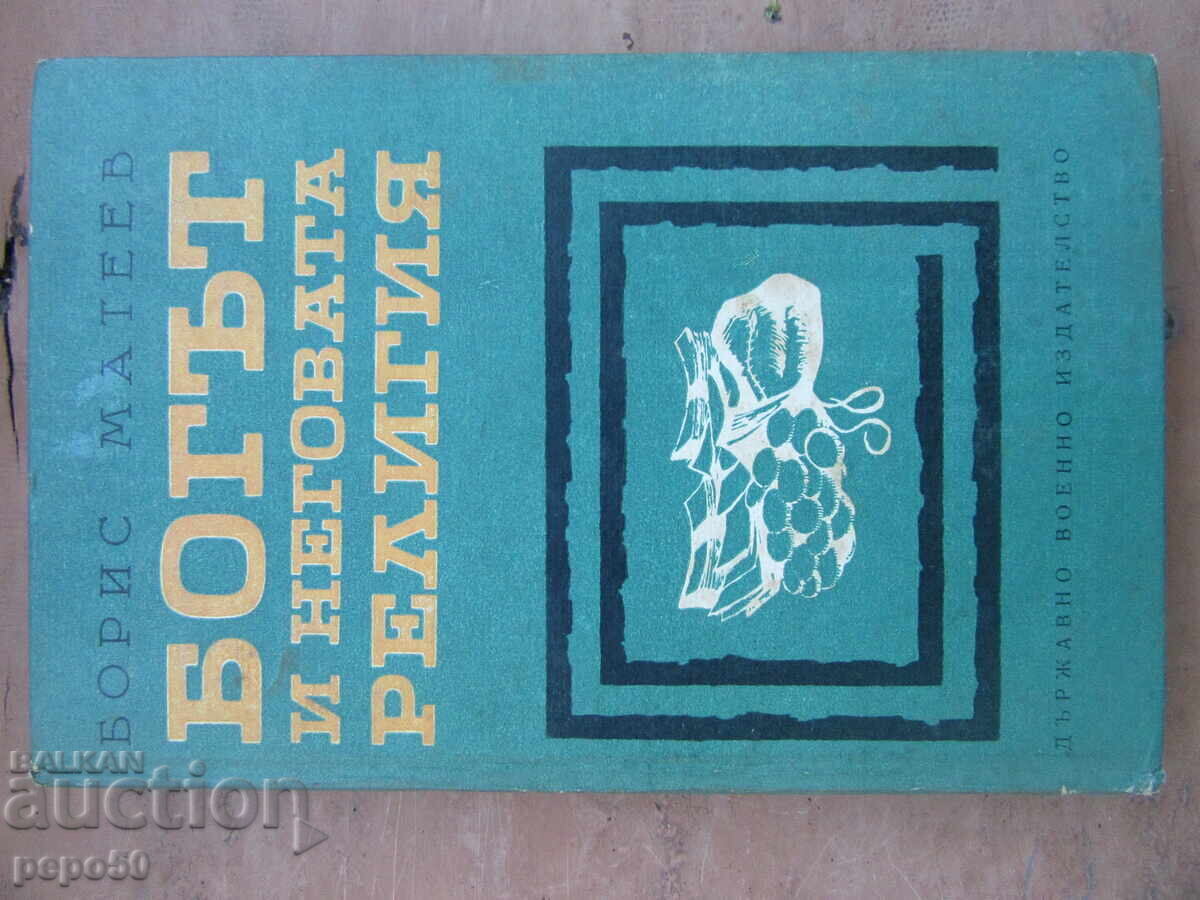 БОРИС МАТЕЕВ
БОГЪТ
И НЕГОВАТА
РЕЛИГИЯ
ДЪРЖАВНО ВОЕННО ИЗДАТЕЛСТВО
BALKAN
auction
pepo50